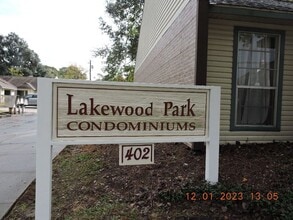 Lakewood Park
CONDOMINIUMS
402
12/01/2023 13:05